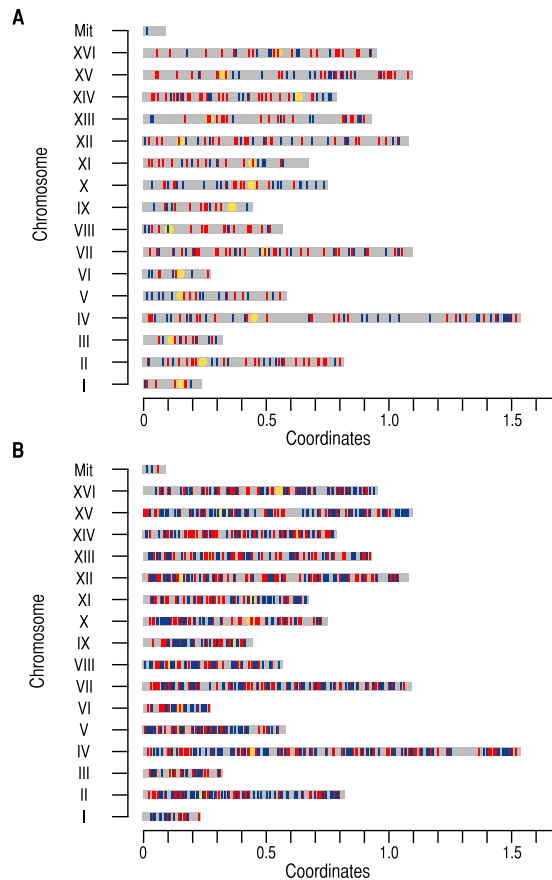 A
Mit
XVI
XV
XIV
XIII
XII
XI
X
IX
VIII
VII
VI
V
IV
III
II
I
Chromosome
0
0.5
1.0
1.5
Coordinates
B
Mit
XVI
XV
XIV
XIII
XII
XI
X
IX
VIII
VII
VI
V
IV
III
II
I
Chromosome
0
0.5
1.0
1.5
Coordinates